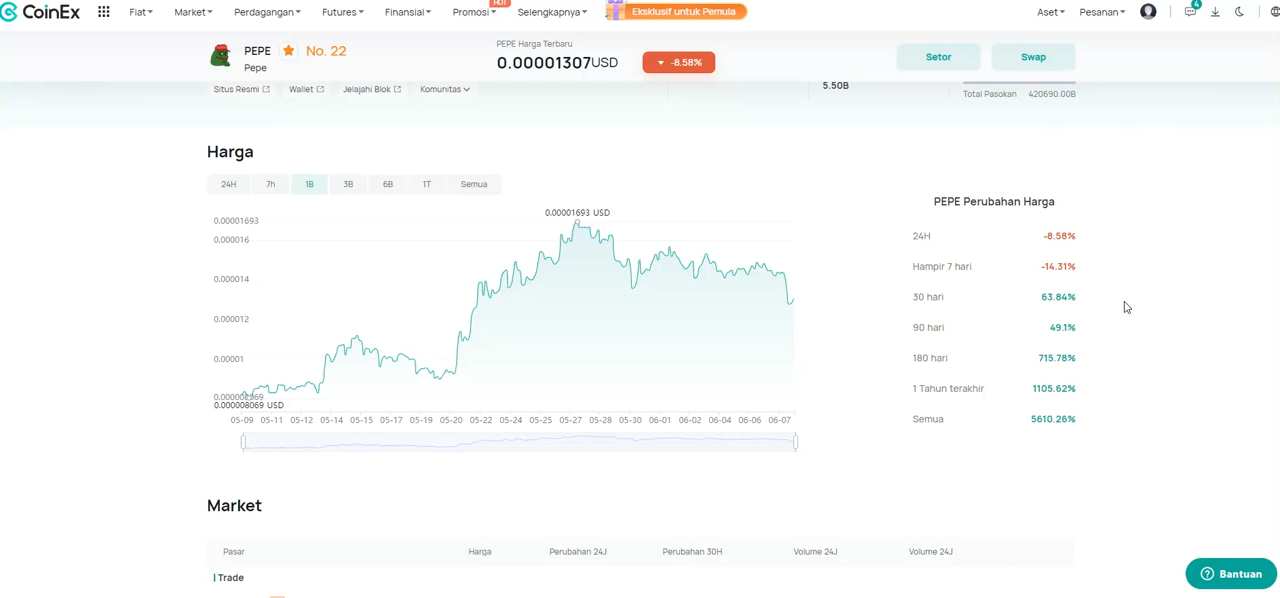 CoinEx Fiat Market Perdagangan Futures Finansial Promosi HOT Selengkapnya Eksklusif untuk Pemula Aset Pesanan 4
PEPE No. 22
Pepe
PEPE Harga Terbaru
0.00001307USD
-8.58%
Setor
Swap
Situs Resmi Wallet Jelajahi Blok Komunitas
5.50B
Total Pasokan 420690.00B
Harga
24H 7h 1B 3B 6B 1T Semua
0.00001693 USD
0.00001693
0.000016
0.000014
0.000012
0.00001
0.000008069
0.000008069 USD
05-09 05-11 05-12 05-14 05-15 05-17 05-19 05-20 05-22 05-24 05-25 05-27 05-28 05-30 06-01 06-02 06-04 06-06 06-07
PEPE Perubahan Harga
24H -8.58%
Hampir 7 hari -14.31%
30 hari 63.84%
90 hari 49.1%
180 hari 715.78%
1 Tahun terakhir 1105.62%
Semua 5610.26%
Market
Pasar Harga Perubahan 24J Perubahan 30H Volume 24J Volume 24J
Trade
Bantuan